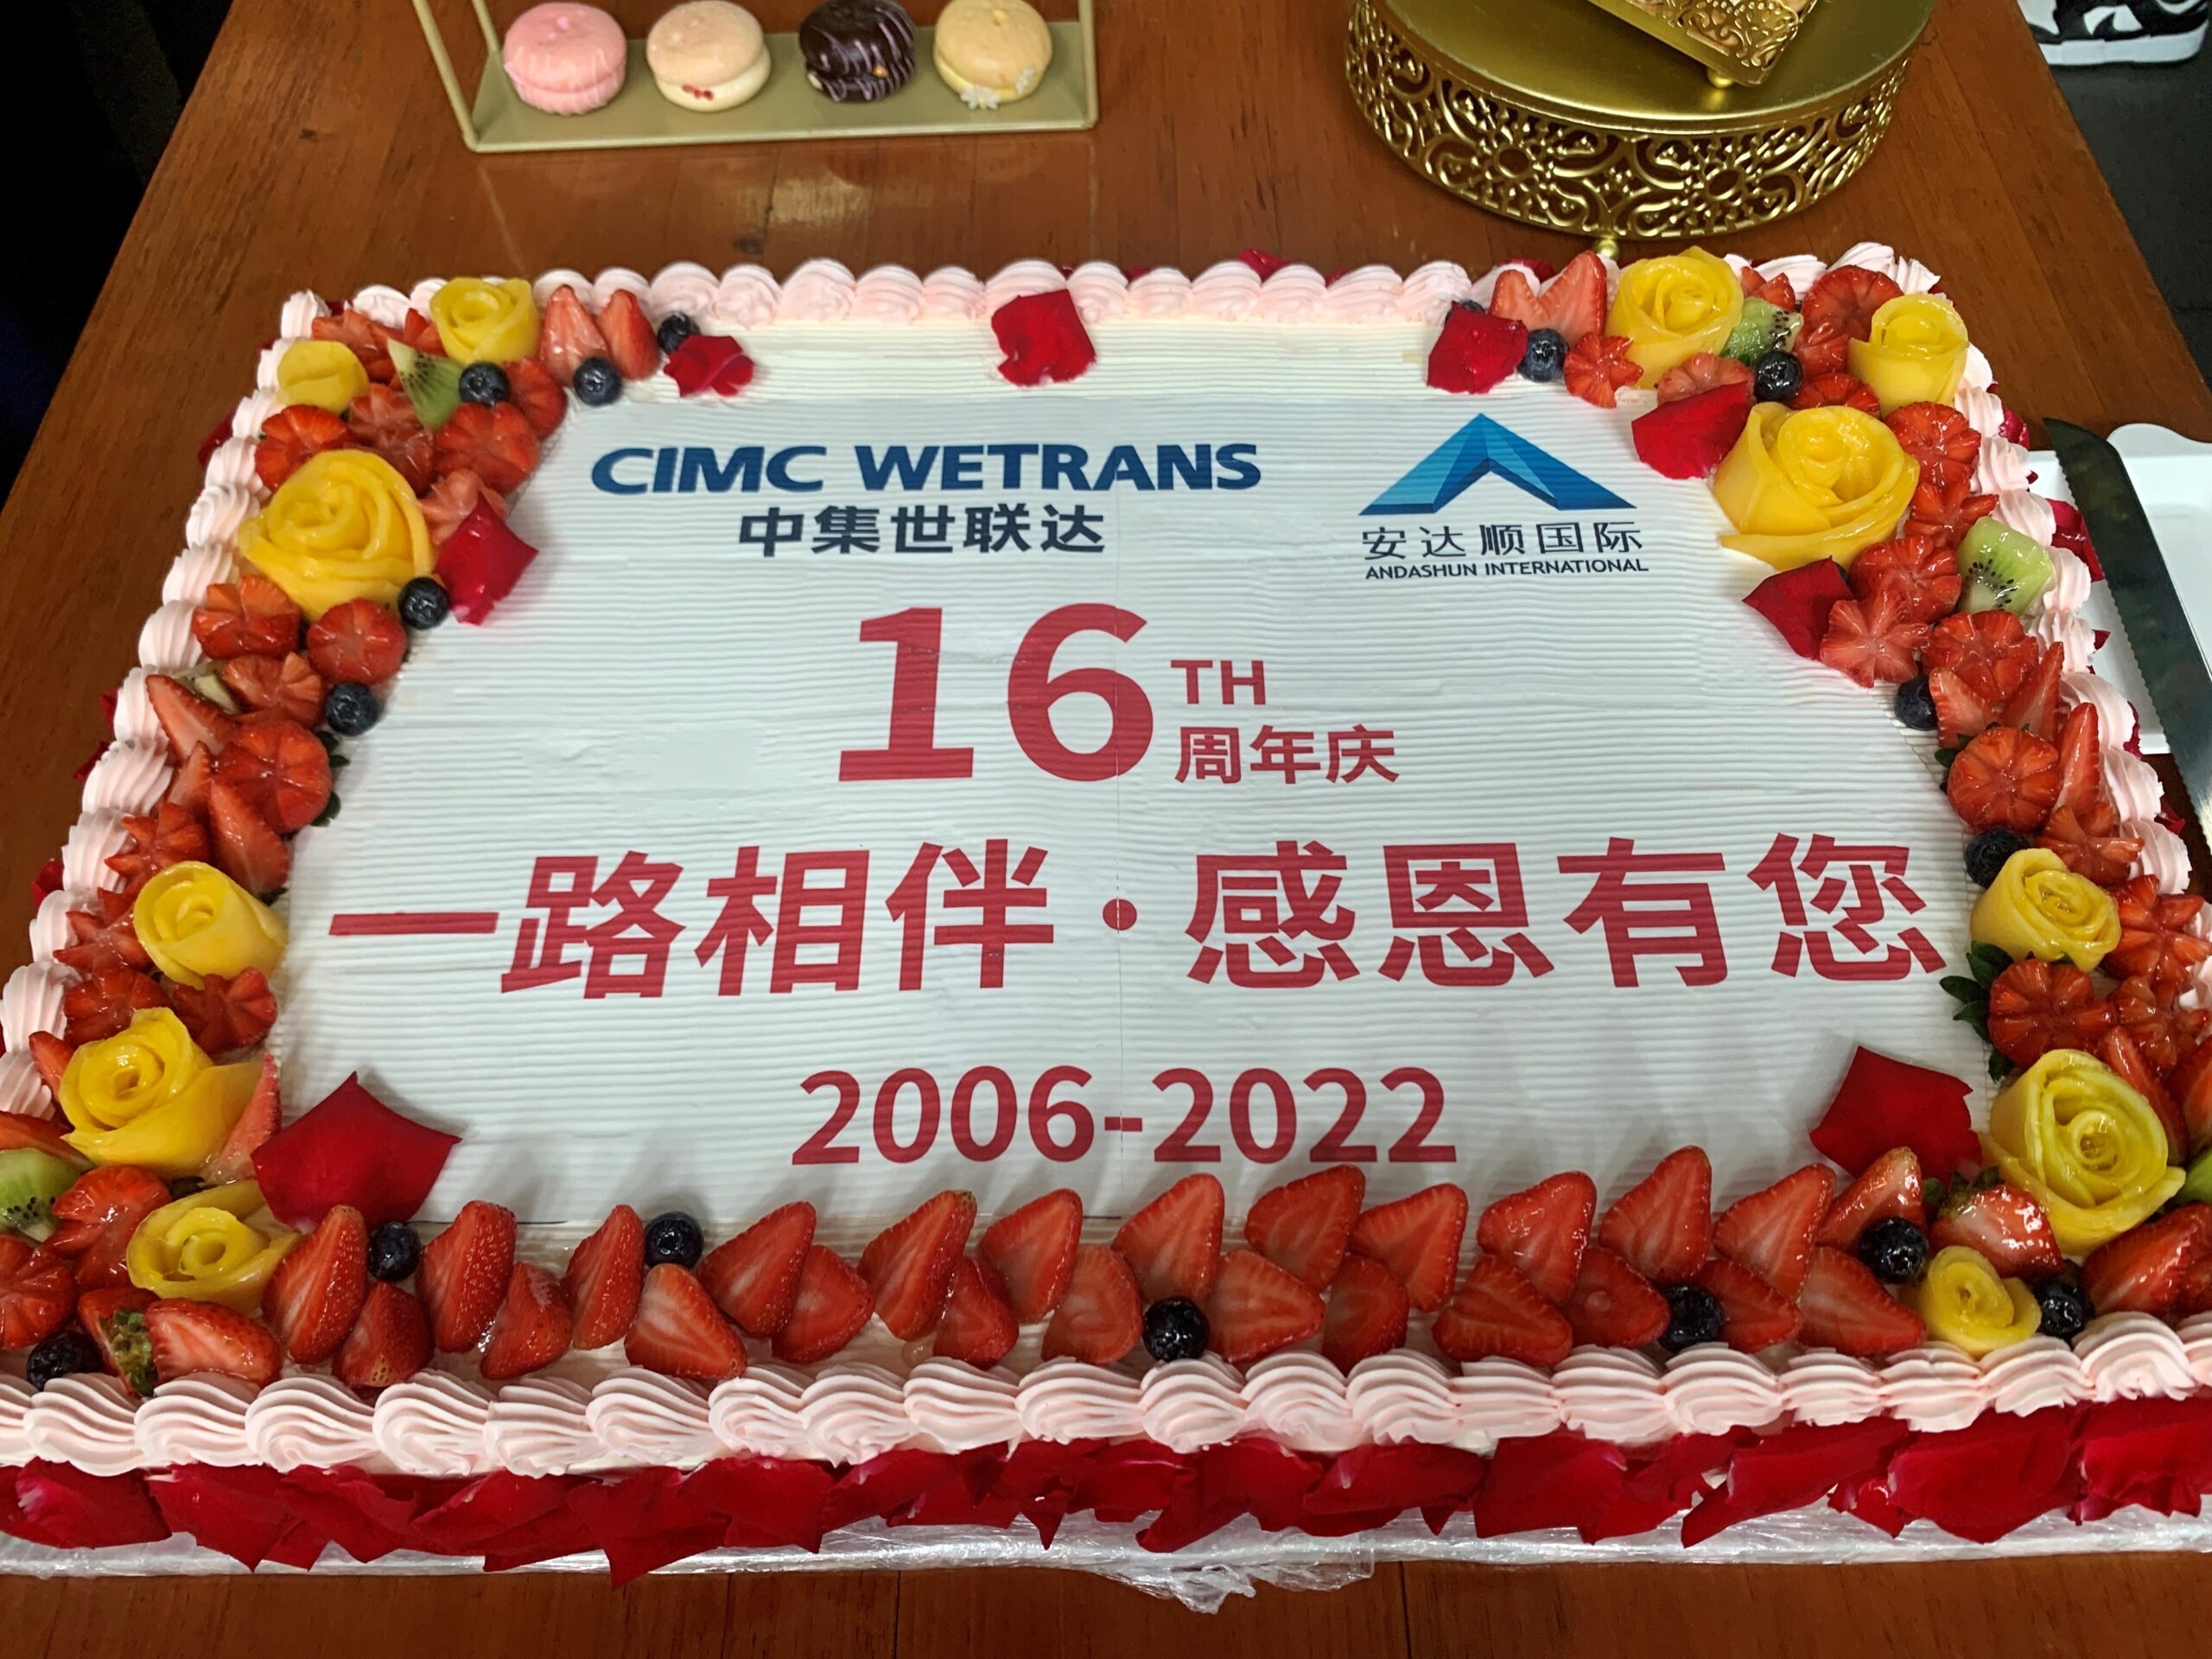 CIMC WETRANS
中集世联达
安达顺国际
ANDASHUN INTERNATIONAL
16TH
周年庆
一路相伴·感恩有您
2006-2022